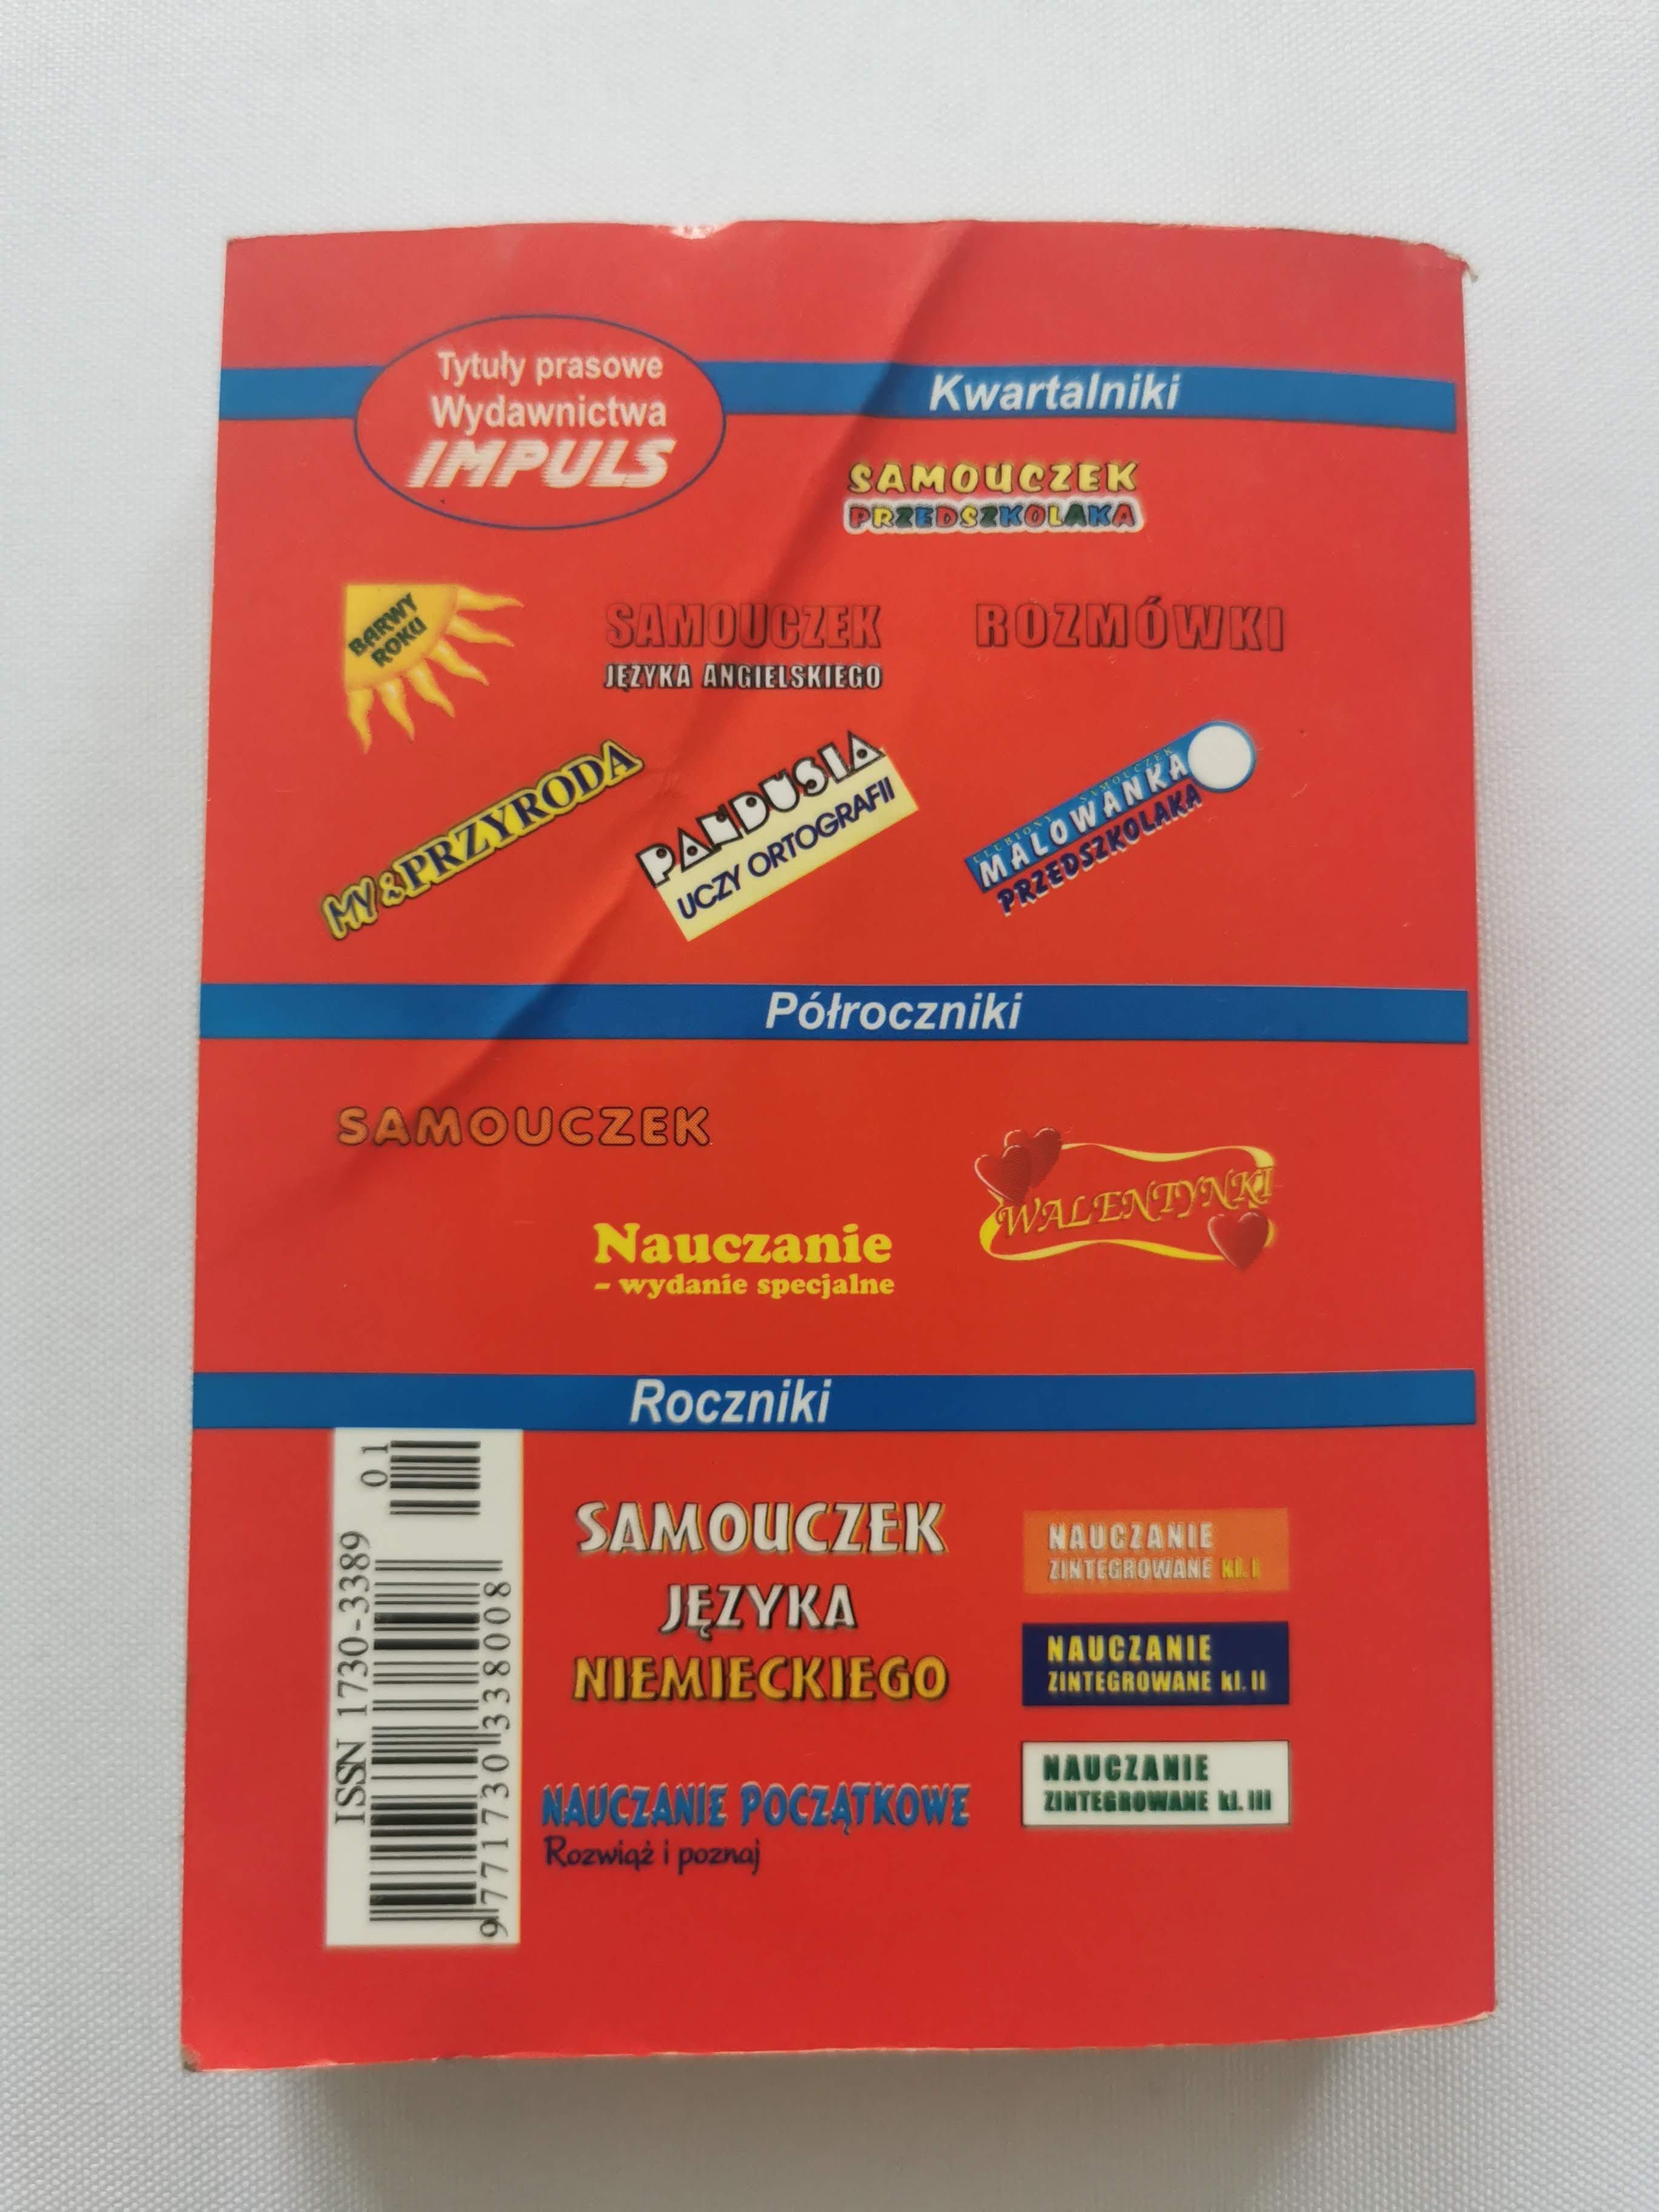 Tytuły prasowe
Wydawnictwa
IMPULS
Kwartalniki
SAMOUCZEK
PRZEDSZKOLAKA
BARWY
ROKU
SAMOUCZEK
JĘZYKA ANGIELSKIEGO
ROZMÓWKI
MY & PRZYRODA
PANDUSIA
UCZY ORTOGRAFII
ULUBIONY SAMOUCZEK
MALOWANKA
PRZEDSZKOLAKA
Półroczniki
SAMOUCZEK
WALENTYNKI
Nauczanie
- wydanie specjalne
Roczniki
ISSN 1730-3389
01
9 771730 338008
SAMOUCZEK
JĘZYKA
NIEMIECKIEGO
NAUCZANIE POCZĄTKOWE
Rozwiąż i poznaj
NAUCZANIE
ZINTEGROWANE kl. I
NAUCZANIE
ZINTEGROWANE kl. II
NAUCZANIE
ZINTEGROWANE kl. III